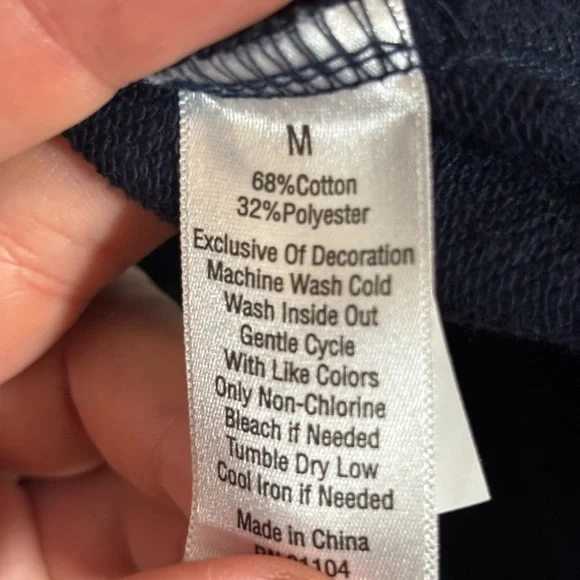 M
68%Cotton
32%Polyester
Exclusive Of Decoration
Machine Wash Cold
Wash Inside Out
Gentle Cycle
With Like Colors
Only Non-Chlorine
Bleach if Needed
Tumble Dry Low
Cool Iron if Needed
Made in China